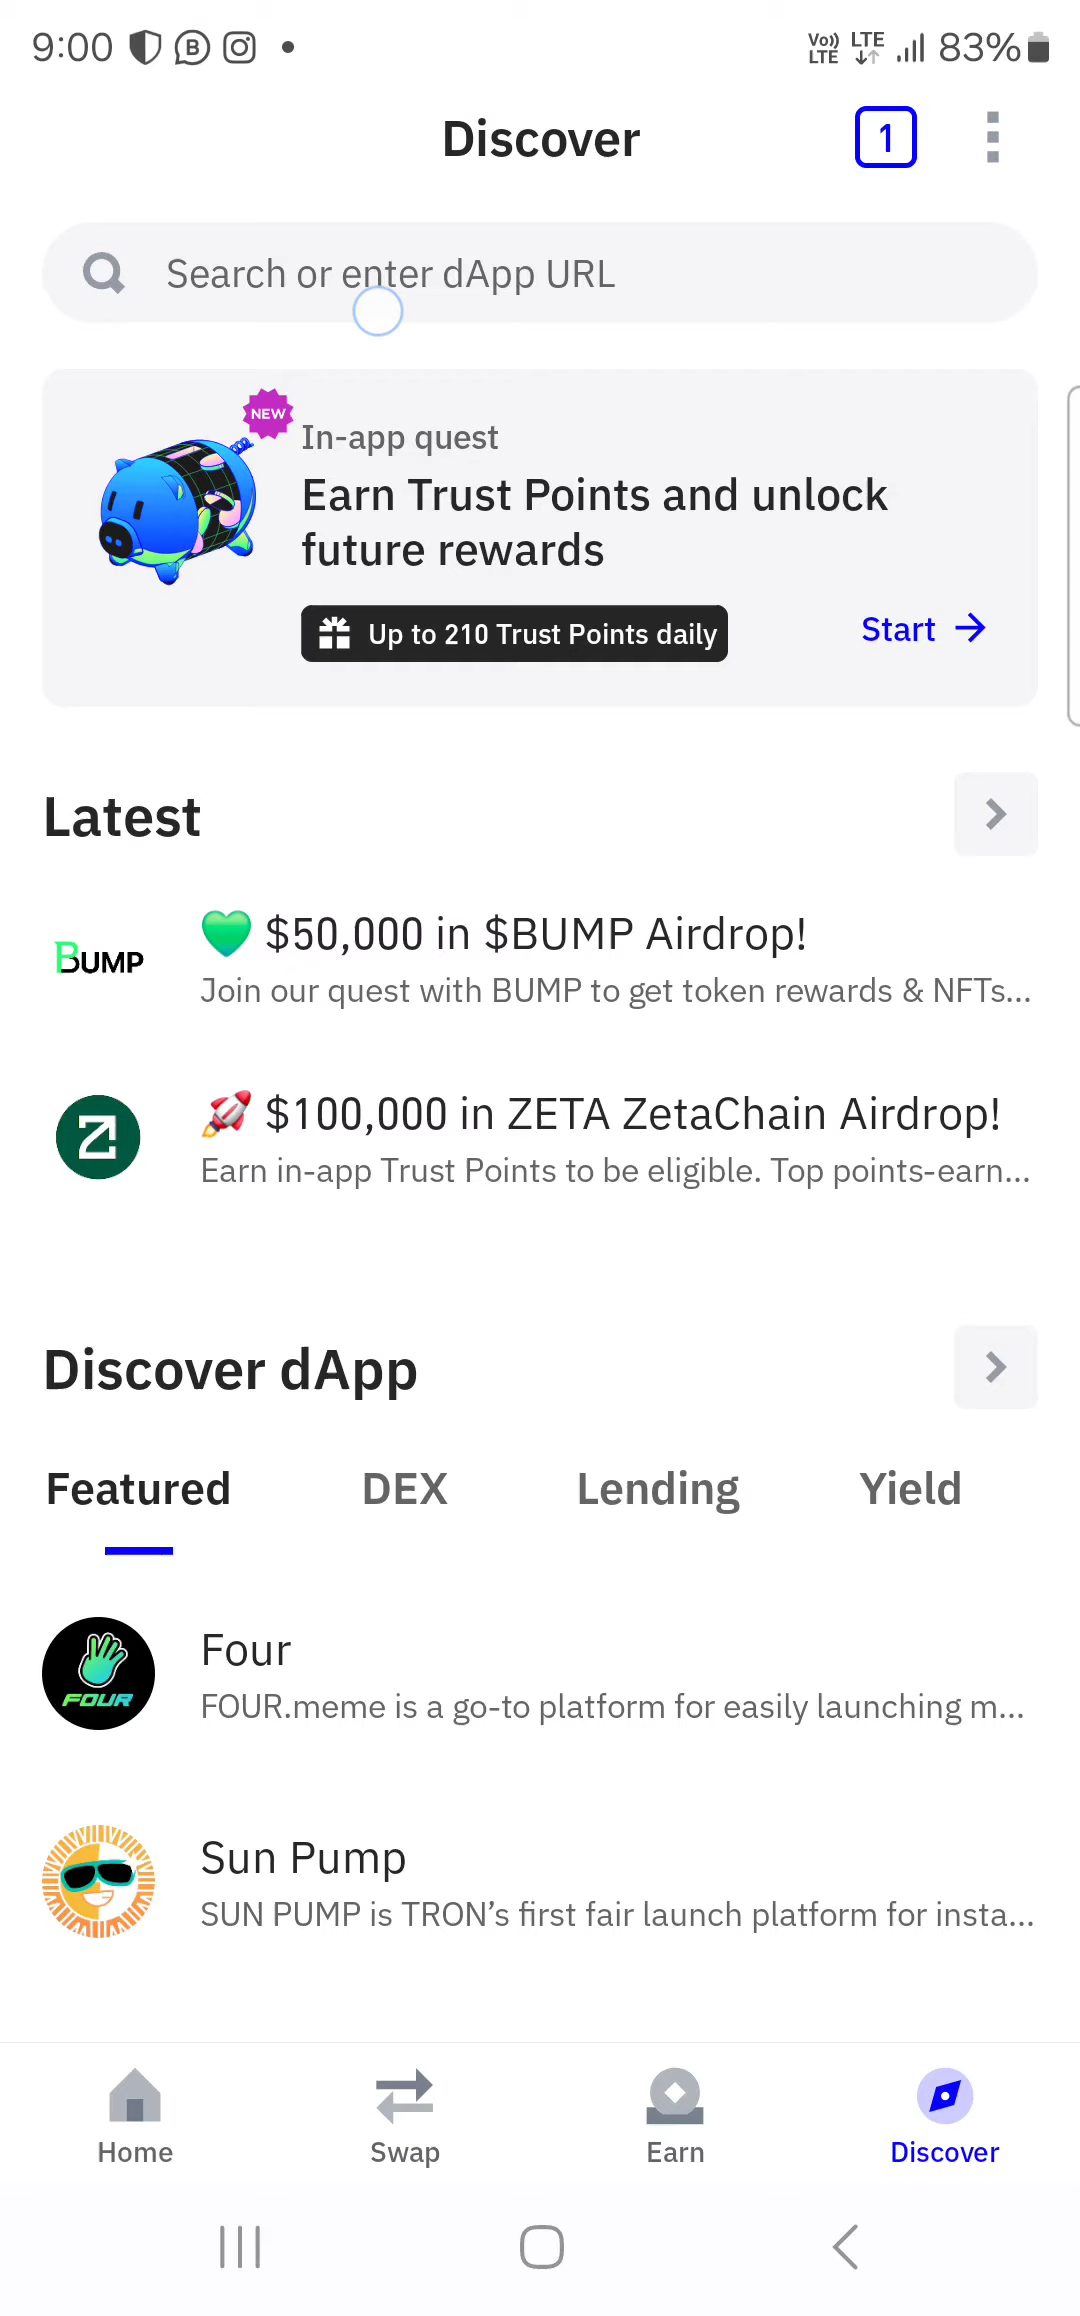 9:00
Vo)) LTE LTE 83%
Discover
1
Search or enter dApp URL
NEW
In-app quest
Earn Trust Points and unlock
future rewards
Up to 210 Trust Points daily
Start →
Latest
BUMP
💚 $50,000 in $BUMP Airdrop!
Join our quest with BUMP to get token rewards & NFTs...
🚀 $100,000 in ZETA ZetaChain Airdrop!
Earn in-app Trust Points to be eligible. Top points-earn...
Discover dApp
Featured DEX Lending Yield
FOUR
Four
FOUR.meme is a go-to platform for easily launching m...
Sun Pump
SUN PUMP is TRON’s first fair launch platform for insta...
Home Swap Earn Discover